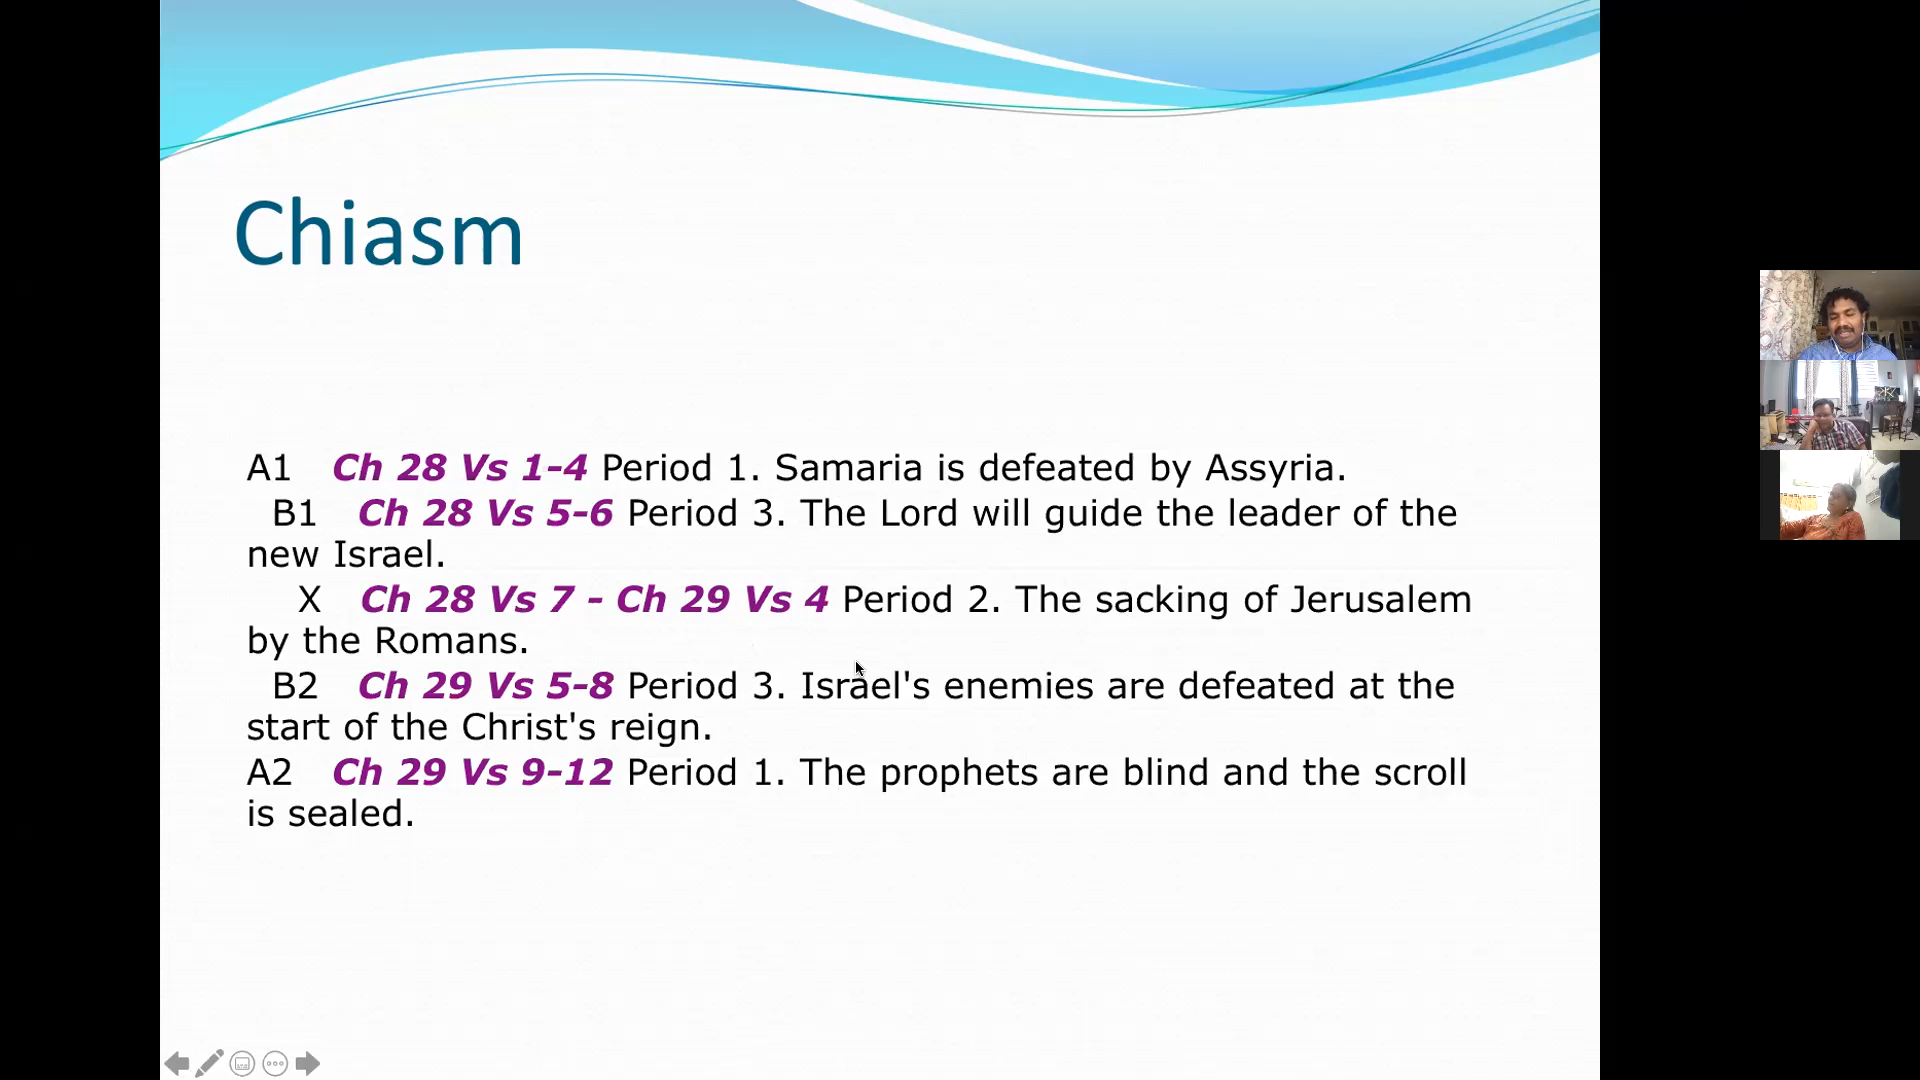 Chiasm
A1 Ch 28 Vs 1-4 Period 1. Samaria is defeated by Assyria.
B1 Ch 28 Vs 5-6 Period 3. The Lord will guide the leader of the
new Israel.
X Ch 28 Vs 7 - Ch 29 Vs 4 Period 2. The sacking of Jerusalem
by the Romans.
B2 Ch 29 Vs 5-8 Period 3. Israel's enemies are defeated at the
start of the Christ's reign.
A2 Ch 29 Vs 9-12 Period 1. The prophets are blind and the scroll
is sealed.